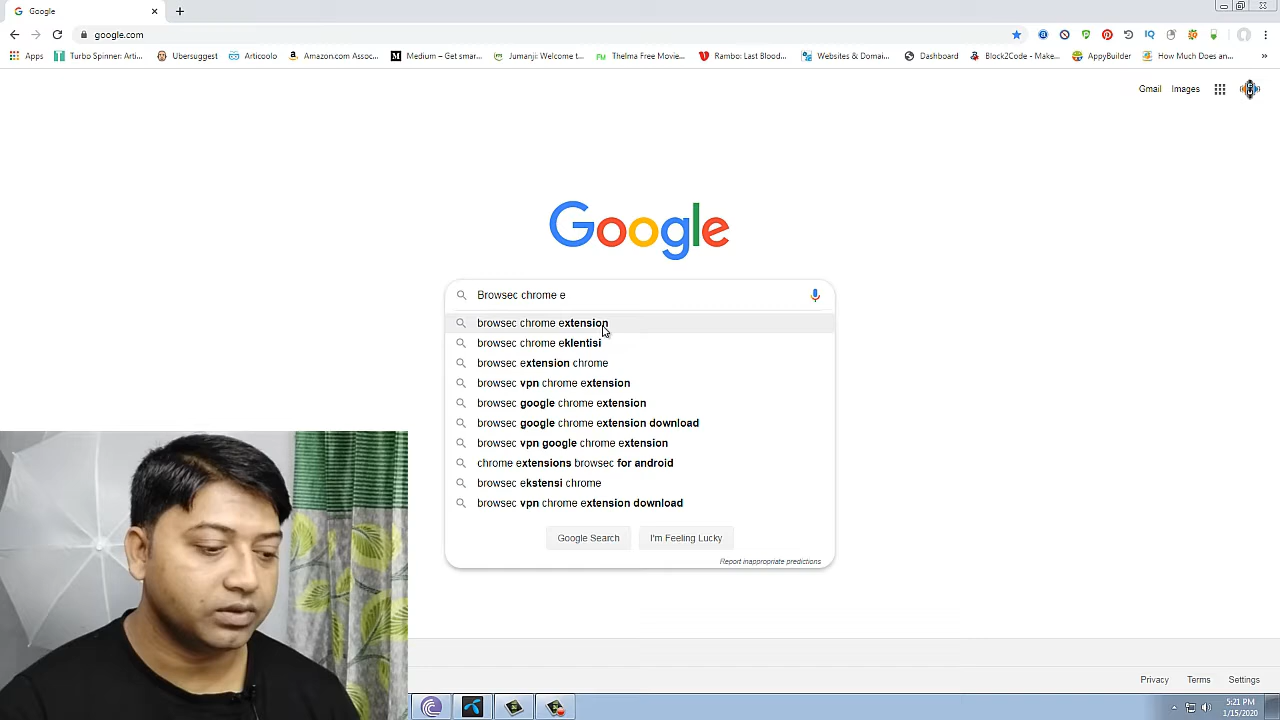 Google
google.com
Apps Turbo Spinner: Arti... Ubersuggest Articoolo Amazon.com Assoc... Medium – Get smar... Jumanji: Welcome t... Thelma Free Movie... Rambo: Last Blood... Websites & Domai... Dashboard Block2Code - Make... AppyBuilder How Much Does an...
Gmail Images
Google
Browsec chrome e
browsec chrome extension
browsec chrome eklentisi
browsec extension chrome
browsec vpn chrome extension
browsec google chrome extension
browsec google chrome extension download
browsec vpn google chrome extension
chrome extensions browsec for android
browsec ekstensi chrome
browsec vpn chrome extension download
Google Search I'm Feeling Lucky
Report inappropriate predictions
Privacy Terms Settings
5:21 PM
1/15/2020